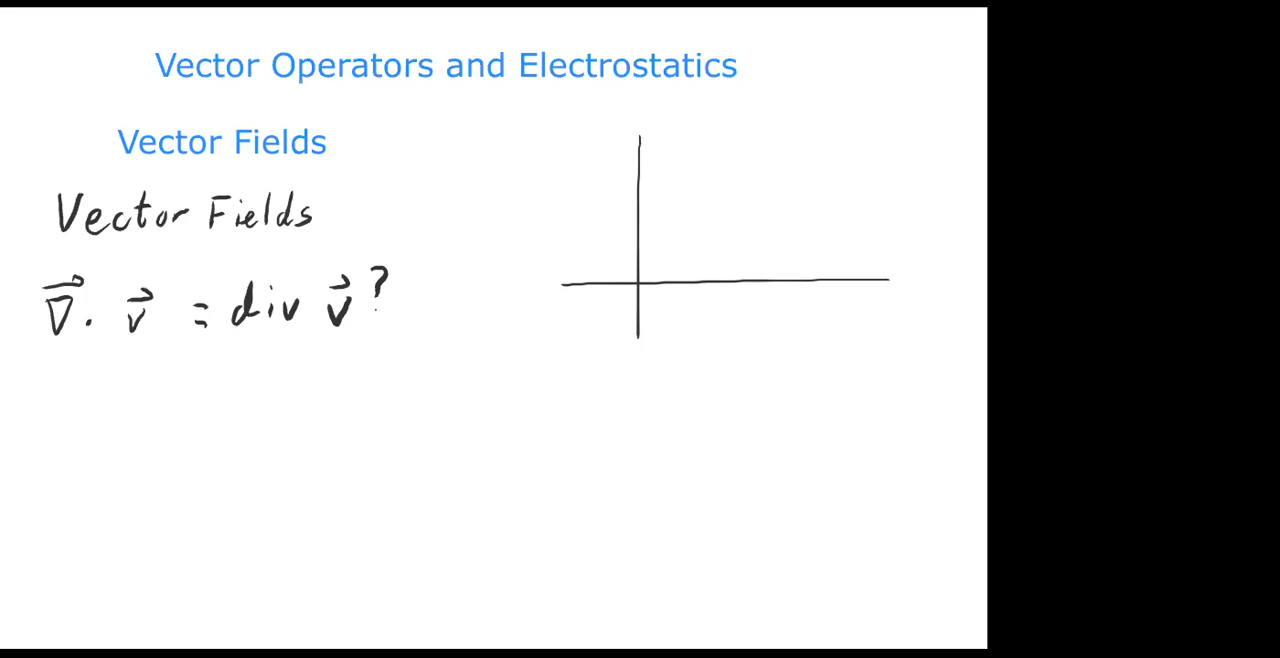 Vector Operators and Electrostatics
Vector Fields
Vector Fields
∇⃗ · v⃗ = div v⃗ ?